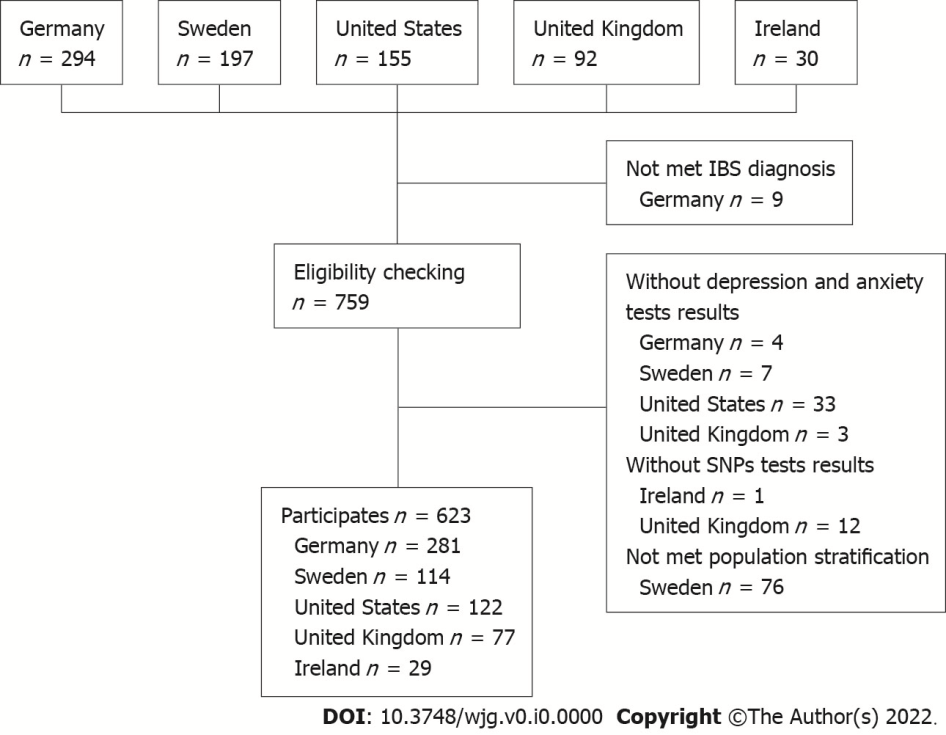 Germany
n = 294
Sweden
n = 197
United States
n = 155
United Kingdom
n = 92
Ireland
n = 30
Not met IBS diagnosis
Germany n = 9
Eligibility checking
n = 759
Without depression and anxiety
tests results
Germany n = 4
Sweden n = 7
United States n = 33
United Kingdom n = 3
Without SNPs tests results
Ireland n = 1
United Kingdom n = 12
Not met population stratification
Sweden n = 76
Participates n = 623
Germany n = 281
Sweden n = 114
United States n = 122
United Kingdom n = 77
Ireland n = 29
DOI: 10.3748/wjg.v0.i0.0000 Copyright ©The Author(s) 2022.